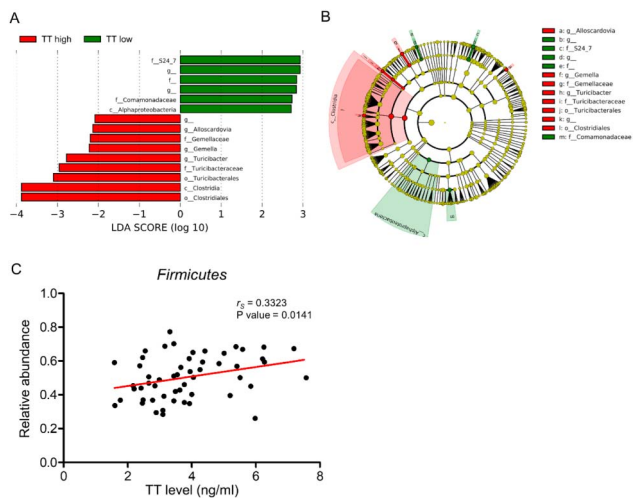 A
TT high
TT low
f__S24_7
g__
f__
g__
f__Comamonadaceae
c__Alphaproteobacteria
g__
g__Alloscardovia
f__Gemellaceae
g__Gemella
g__Turicibacter
f__Turicibacteraceae
o__Turicibacterales
c__Clostridia
o__Clostridiales
−4 −3 −2 −1 0 1 2 3
LDA SCORE (log 10)
B
c__Clostridia
c__Alphaproteobacteria
m
a: g__Alloscardovia
b: g__
c: f__S24_7
d: g__
e: f__
f: g__Gemella
g: f__Gemellaceae
h: g__Turicibacter
i: f__Turicibacteraceae
j: o__Turicibacterales
k: g__
l: o__Clostridiales
m: f__Comamonadaceae
C
Firmicutes
rS = 0.3323
P value = 0.0141
Relative abundance
1.0
0.8
0.6
0.4
0.2
0.0
0 2 4 6 8
TT level (ng/ml)